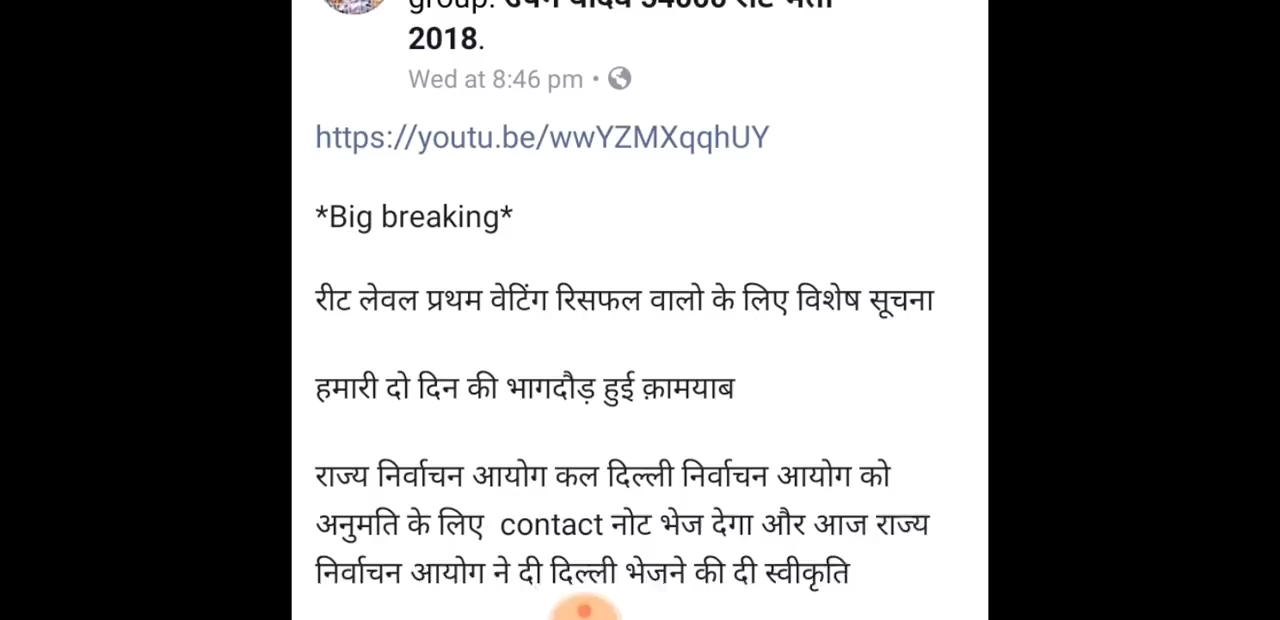 2018.
Wed at 8:46 pm •
https://youtu.be/wwYZMXqqhUY
*Big breaking*
रीट लेवल प्रथम वेटिंग रिसफल वालो के लिए विशेष सूचना
हमारी दो दिन की भागदौड़ हुई क़ामयाब
राज्य निर्वाचन आयोग कल दिल्ली निर्वाचन आयोग को
अनुमति के लिए contact नोट भेज देगा और आज राज्य
निर्वाचन आयोग ने दी दिल्ली भेजने की दी स्वीकृति